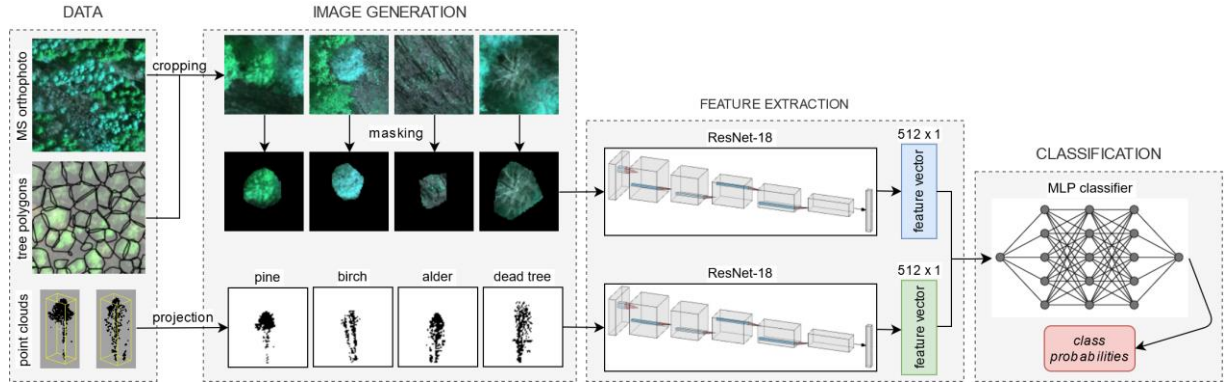 DATA
IMAGE GENERATION
MS orthophoto
cropping
masking
tree polygons
point clouds
projection
pine
birch
alder
dead tree
FEATURE EXTRACTION
ResNet-18
512 x 1
feature vector
ResNet-18
512 x 1
feature vector
CLASSIFICATION
MLP classifier
class
probabilities